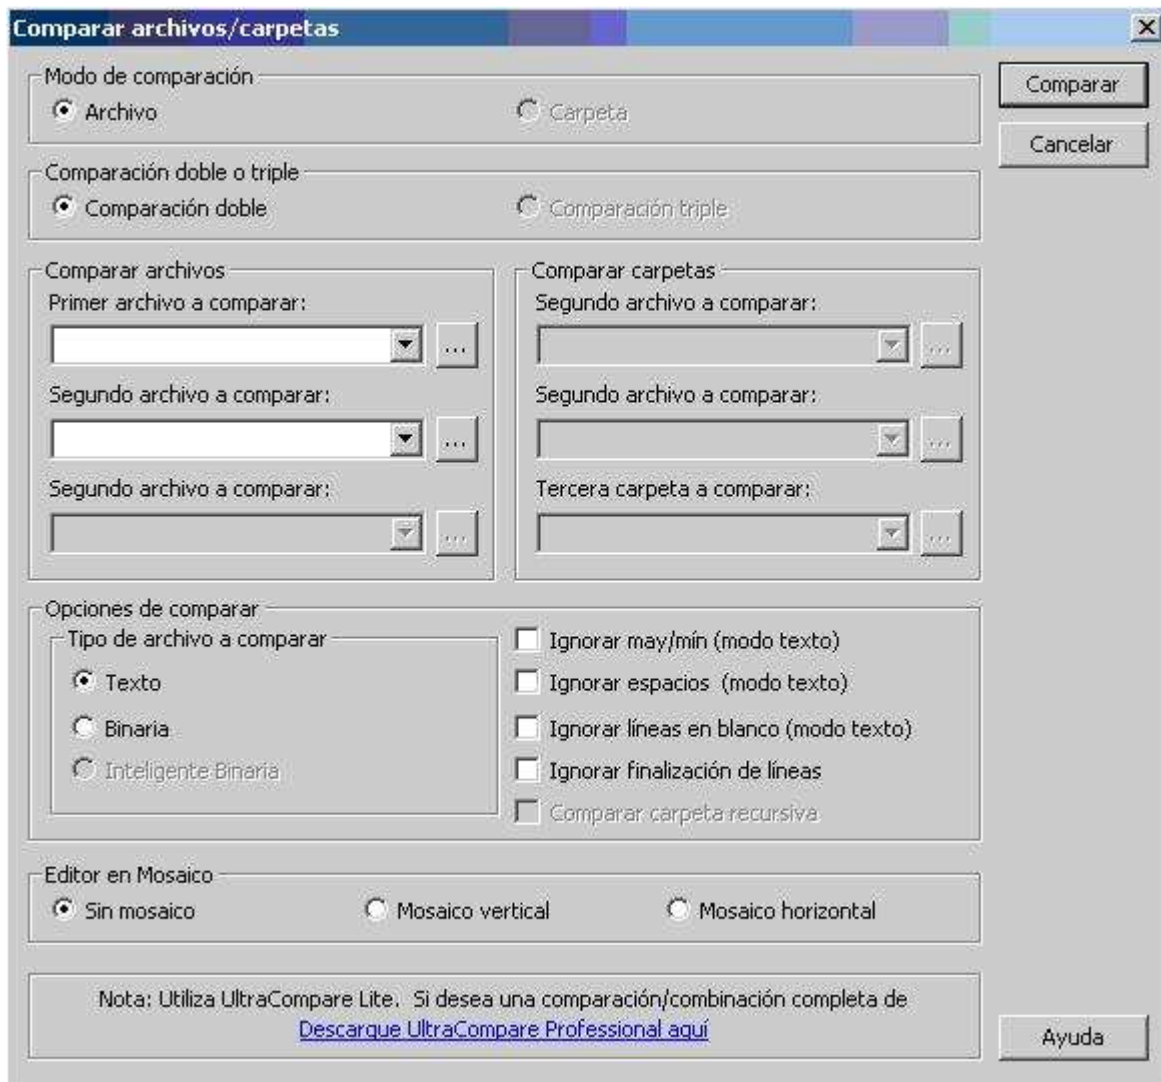 Comparar archivos/carpetas
Modo de comparación
Archivo
Carpeta
Comparar
Cancelar
Comparación doble o triple
Comparación doble
Comparación triple
Comparar archivos
Primer archivo a comparar:
...
Segundo archivo a comparar:
...
Segundo archivo a comparar:
...
Comparar carpetas
Segundo archivo a comparar:
...
Segundo archivo a comparar:
...
Tercera carpeta a comparar:
...
Opciones de comparar
Tipo de archivo a comparar
Texto
Binaria
Inteligente Binaria
Ignorar may/mín (modo texto)
Ignorar espacios  (modo texto)
Ignorar líneas en blanco (modo texto)
Ignorar finalización de líneas
Comparar carpeta recursiva
Editor en Mosaico
Sin mosaico
Mosaico vertical
Mosaico horizontal
Nota: Utiliza UltraCompare Lite.  Si desea una comparación/combinación completa de
Descargue UltraCompare Professional aquí
Ayuda